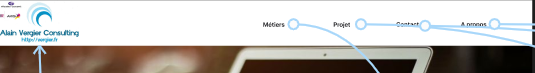 Alain Vergier Consulting
http://vergier.fr
Métiers
Projet
Contact
A propos